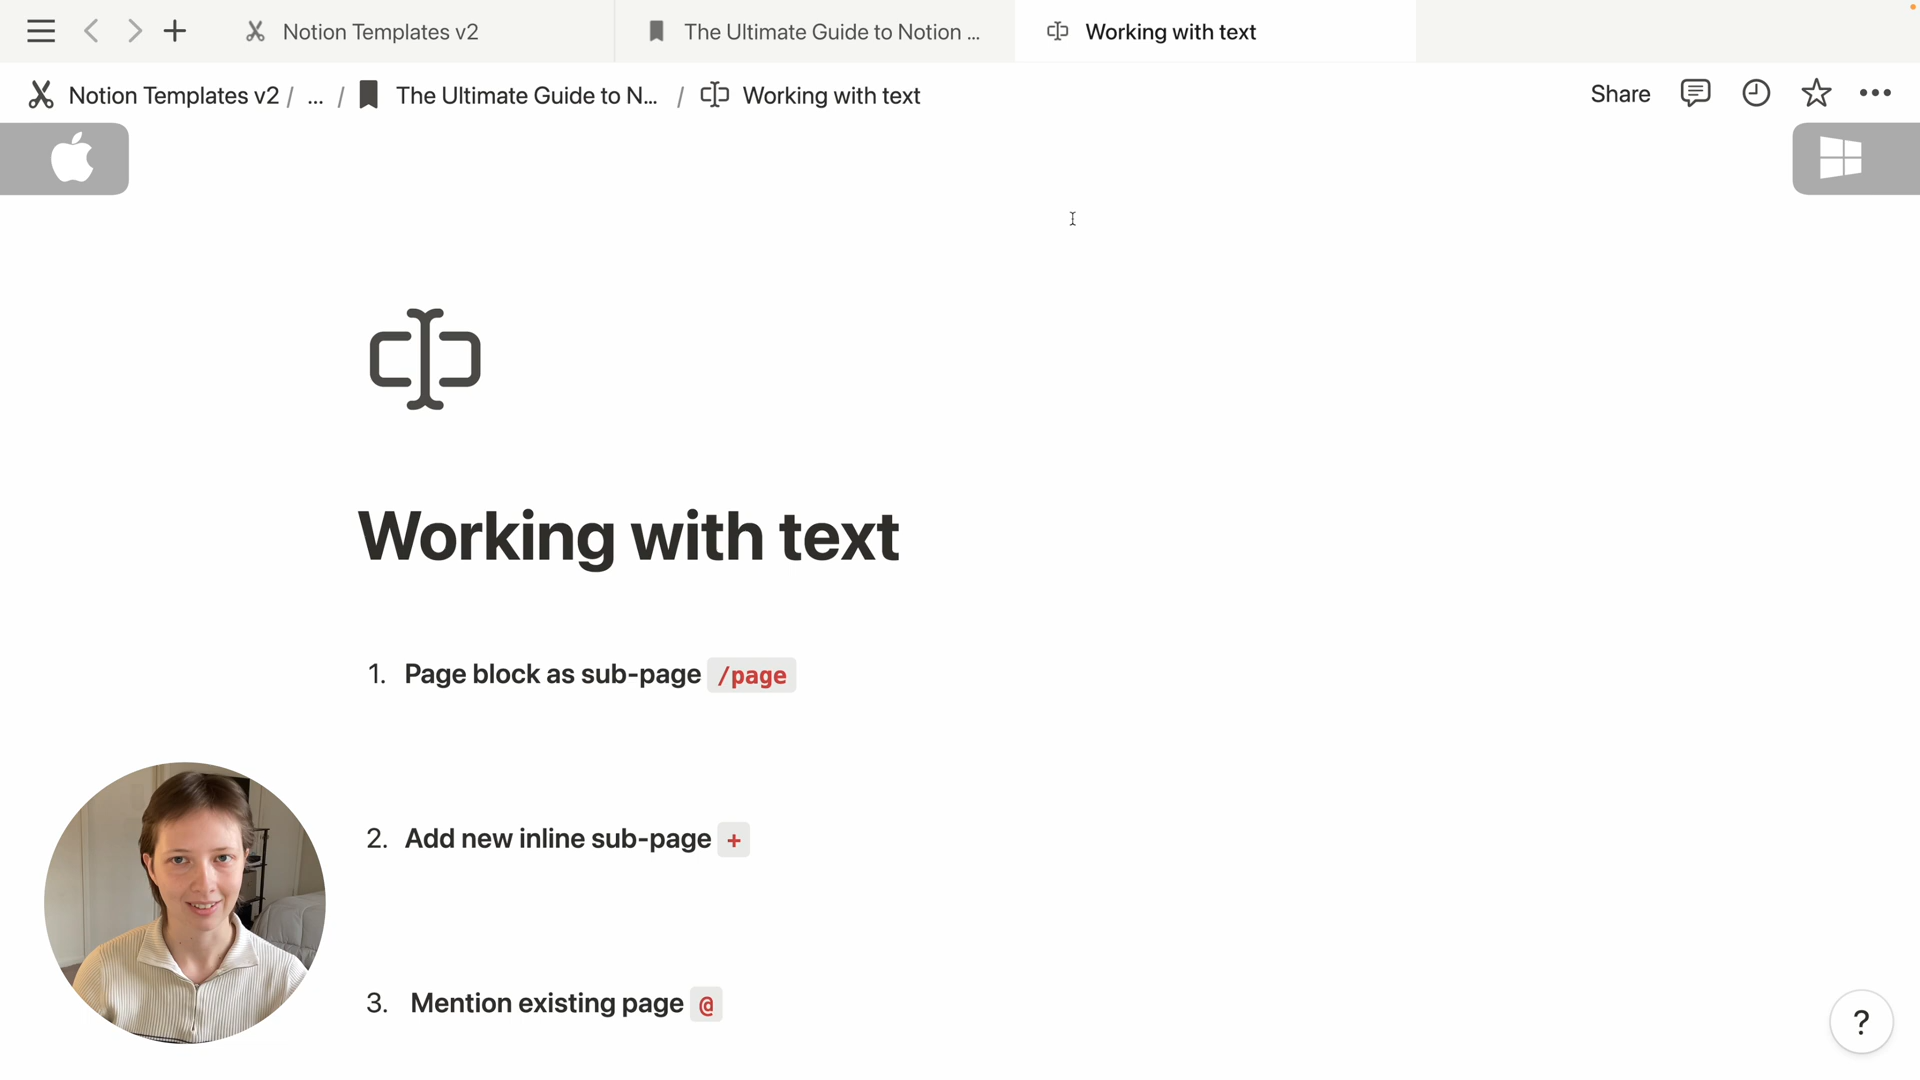 Notion Templates v2
The Ultimate Guide to Notion ...
Working with text
Notion Templates v2 / ... / The Ultimate Guide to N... / Working with text
Share
Working with text
1. Page block as sub-page /page
2. Add new inline sub-page +
3. Mention existing page @
?